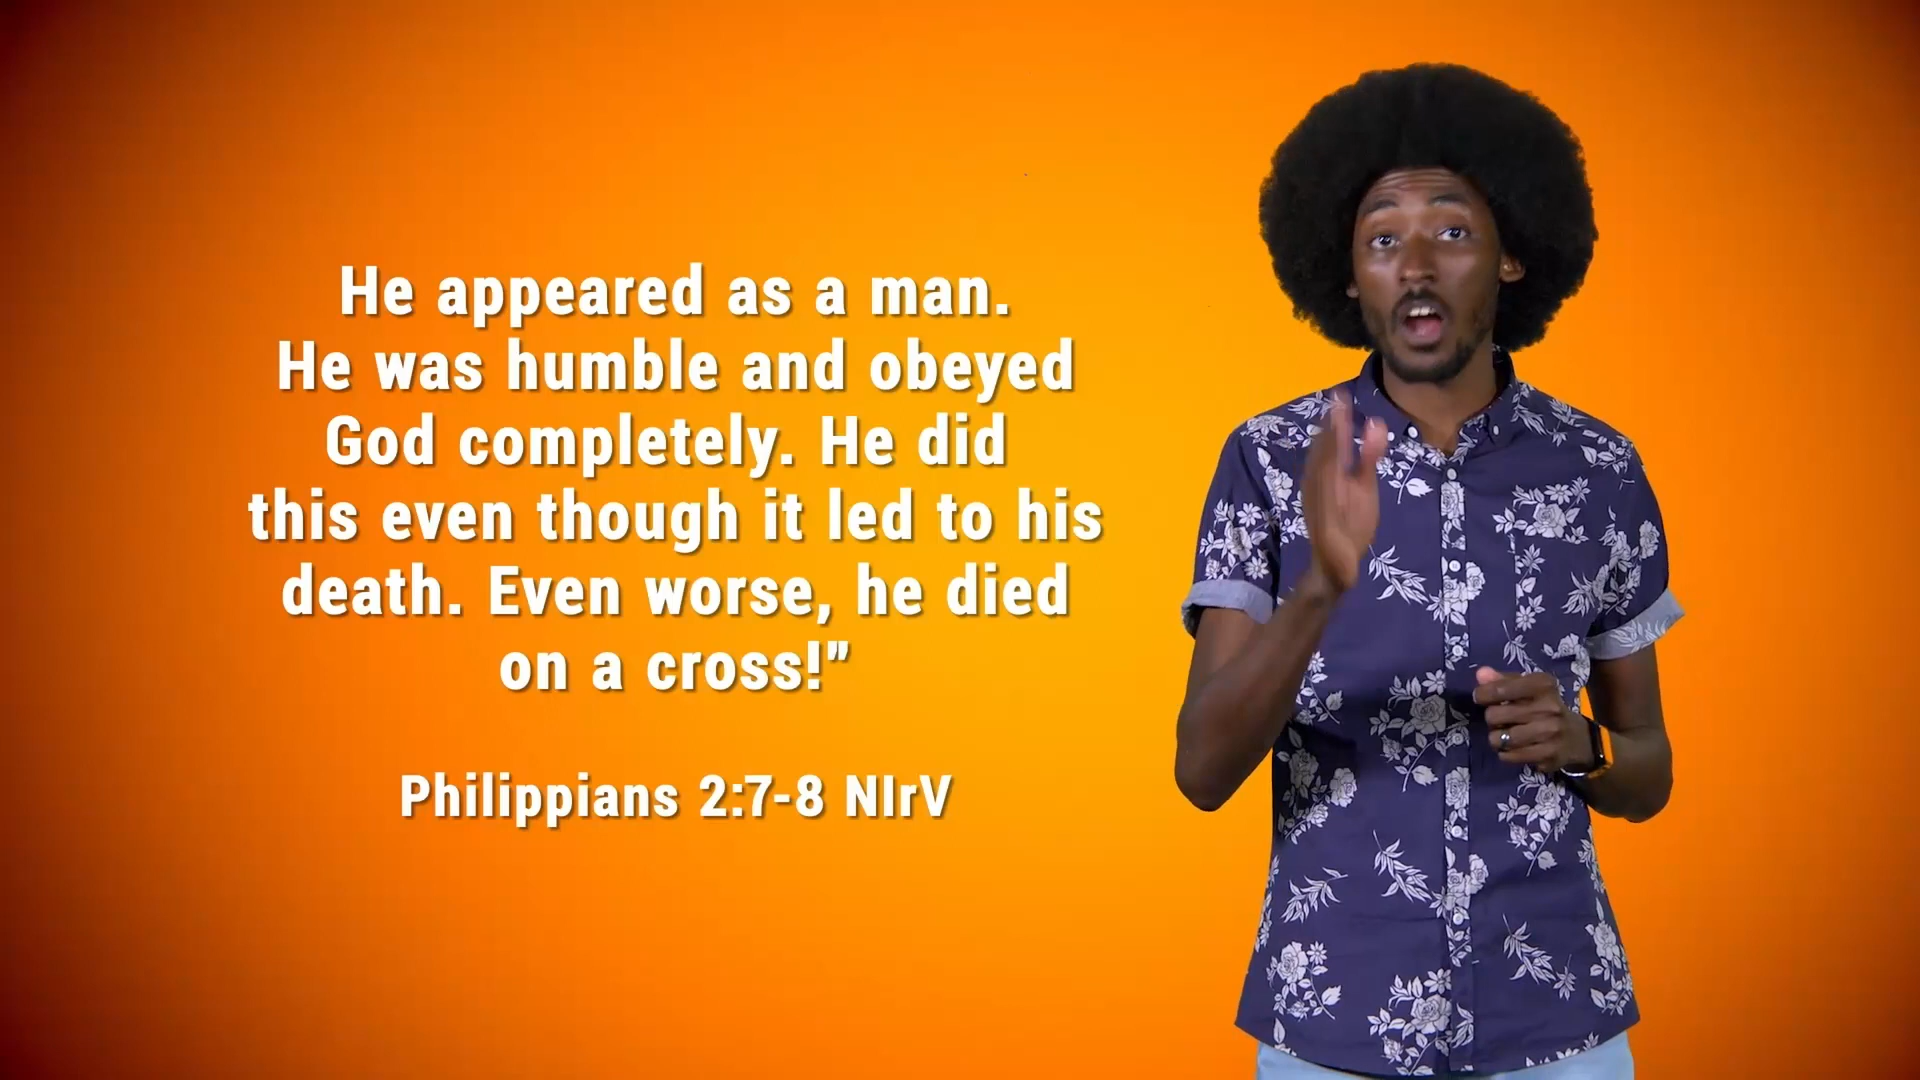 He appeared as a man.
He was humble and obeyed
God completely. He did
this even though it led to his
death. Even worse, he died
on a cross!”
Philippians 2:7-8 NIrV